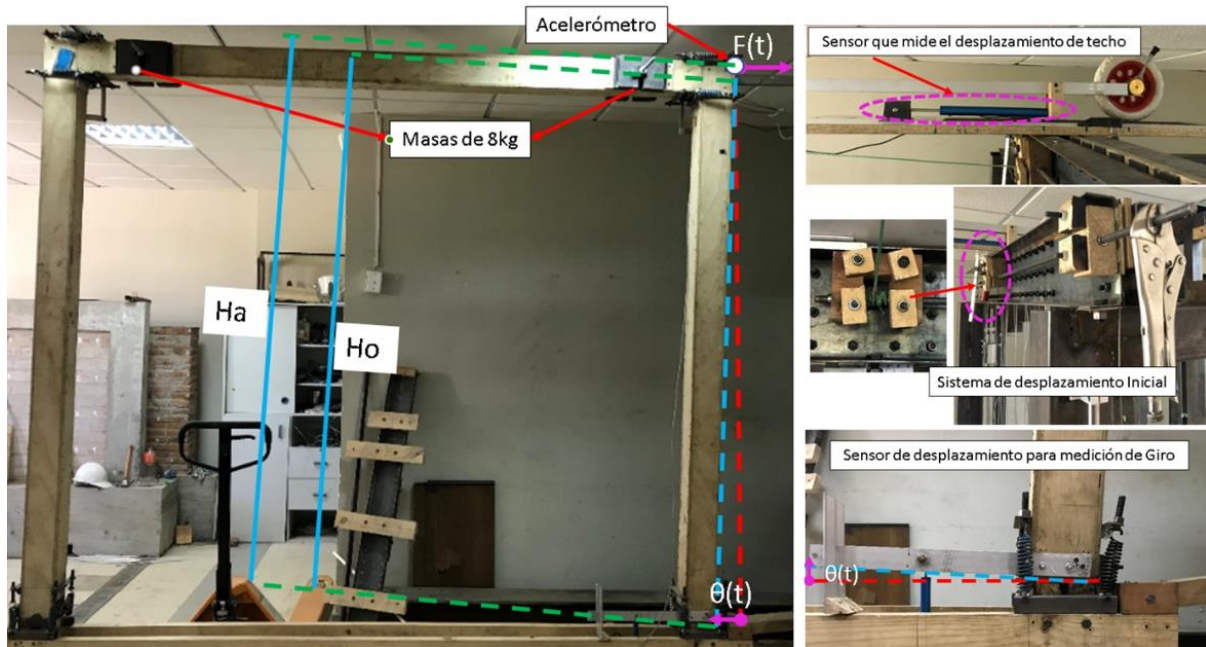 Acelerómetro
F(t)
Masas de 8kg
Ha
Ho
θ(t)
Sensor que mide el desplazamiento de techo
Sistema de desplazamiento Inicial
Sensor de desplazamiento para medición de Giro
θ(t)